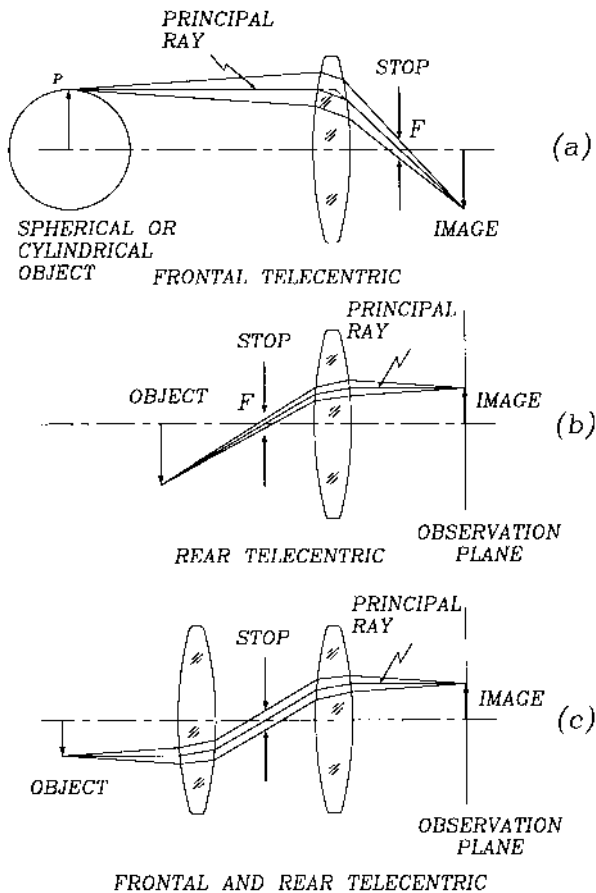 PRINCIPAL
RAY
P
STOP
F
(a)
SPHERICAL OR
CYLINDRICAL
OBJECT
IMAGE
FRONTAL TELECENTRIC
PRINCIPAL
RAY
STOP
OBJECT
F
IMAGE
(b)
OBSERVATION
PLANE
REAR TELECENTRIC
PRINCIPAL
RAY
STOP
IMAGE
(c)
OBJECT
OBSERVATION
PLANE
FRONTAL AND REAR TELECENTRIC